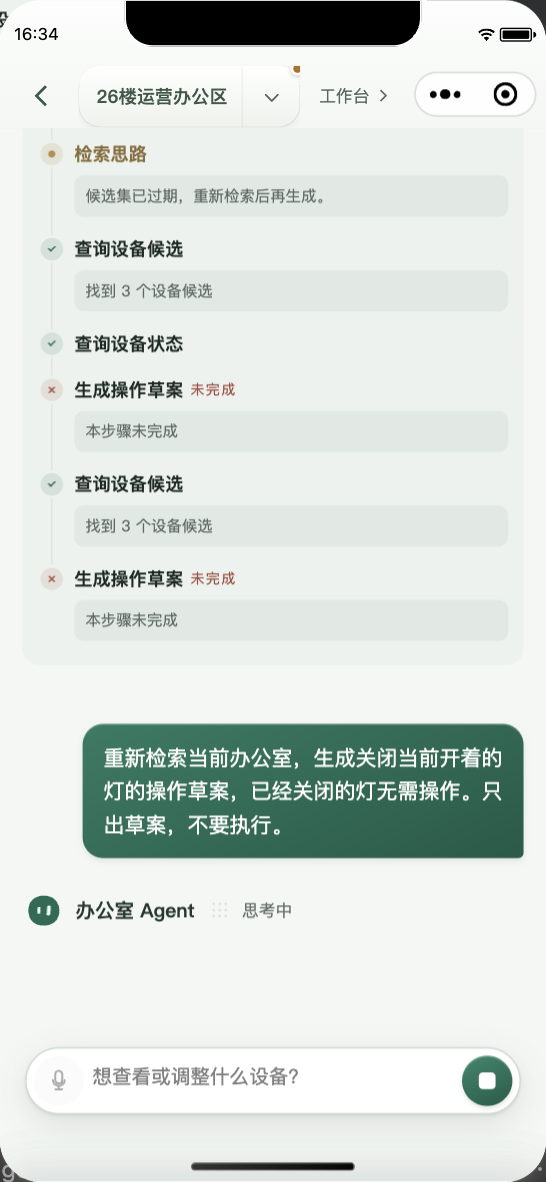 16:34
26楼运营办公区
工作台
检索思路
候选集已过期，重新检索后再生成。
查询设备候选
找到 3 个设备候选
查询设备状态
生成操作草案 未完成
本步骤未完成
查询设备候选
找到 3 个设备候选
生成操作草案 未完成
本步骤未完成
重新检索当前办公室，生成关闭当前开着的
灯的操作草案，已经关闭的灯无需操作。只
出草案，不要执行。
办公室 Agent 思考中
想查看或调整什么设备？